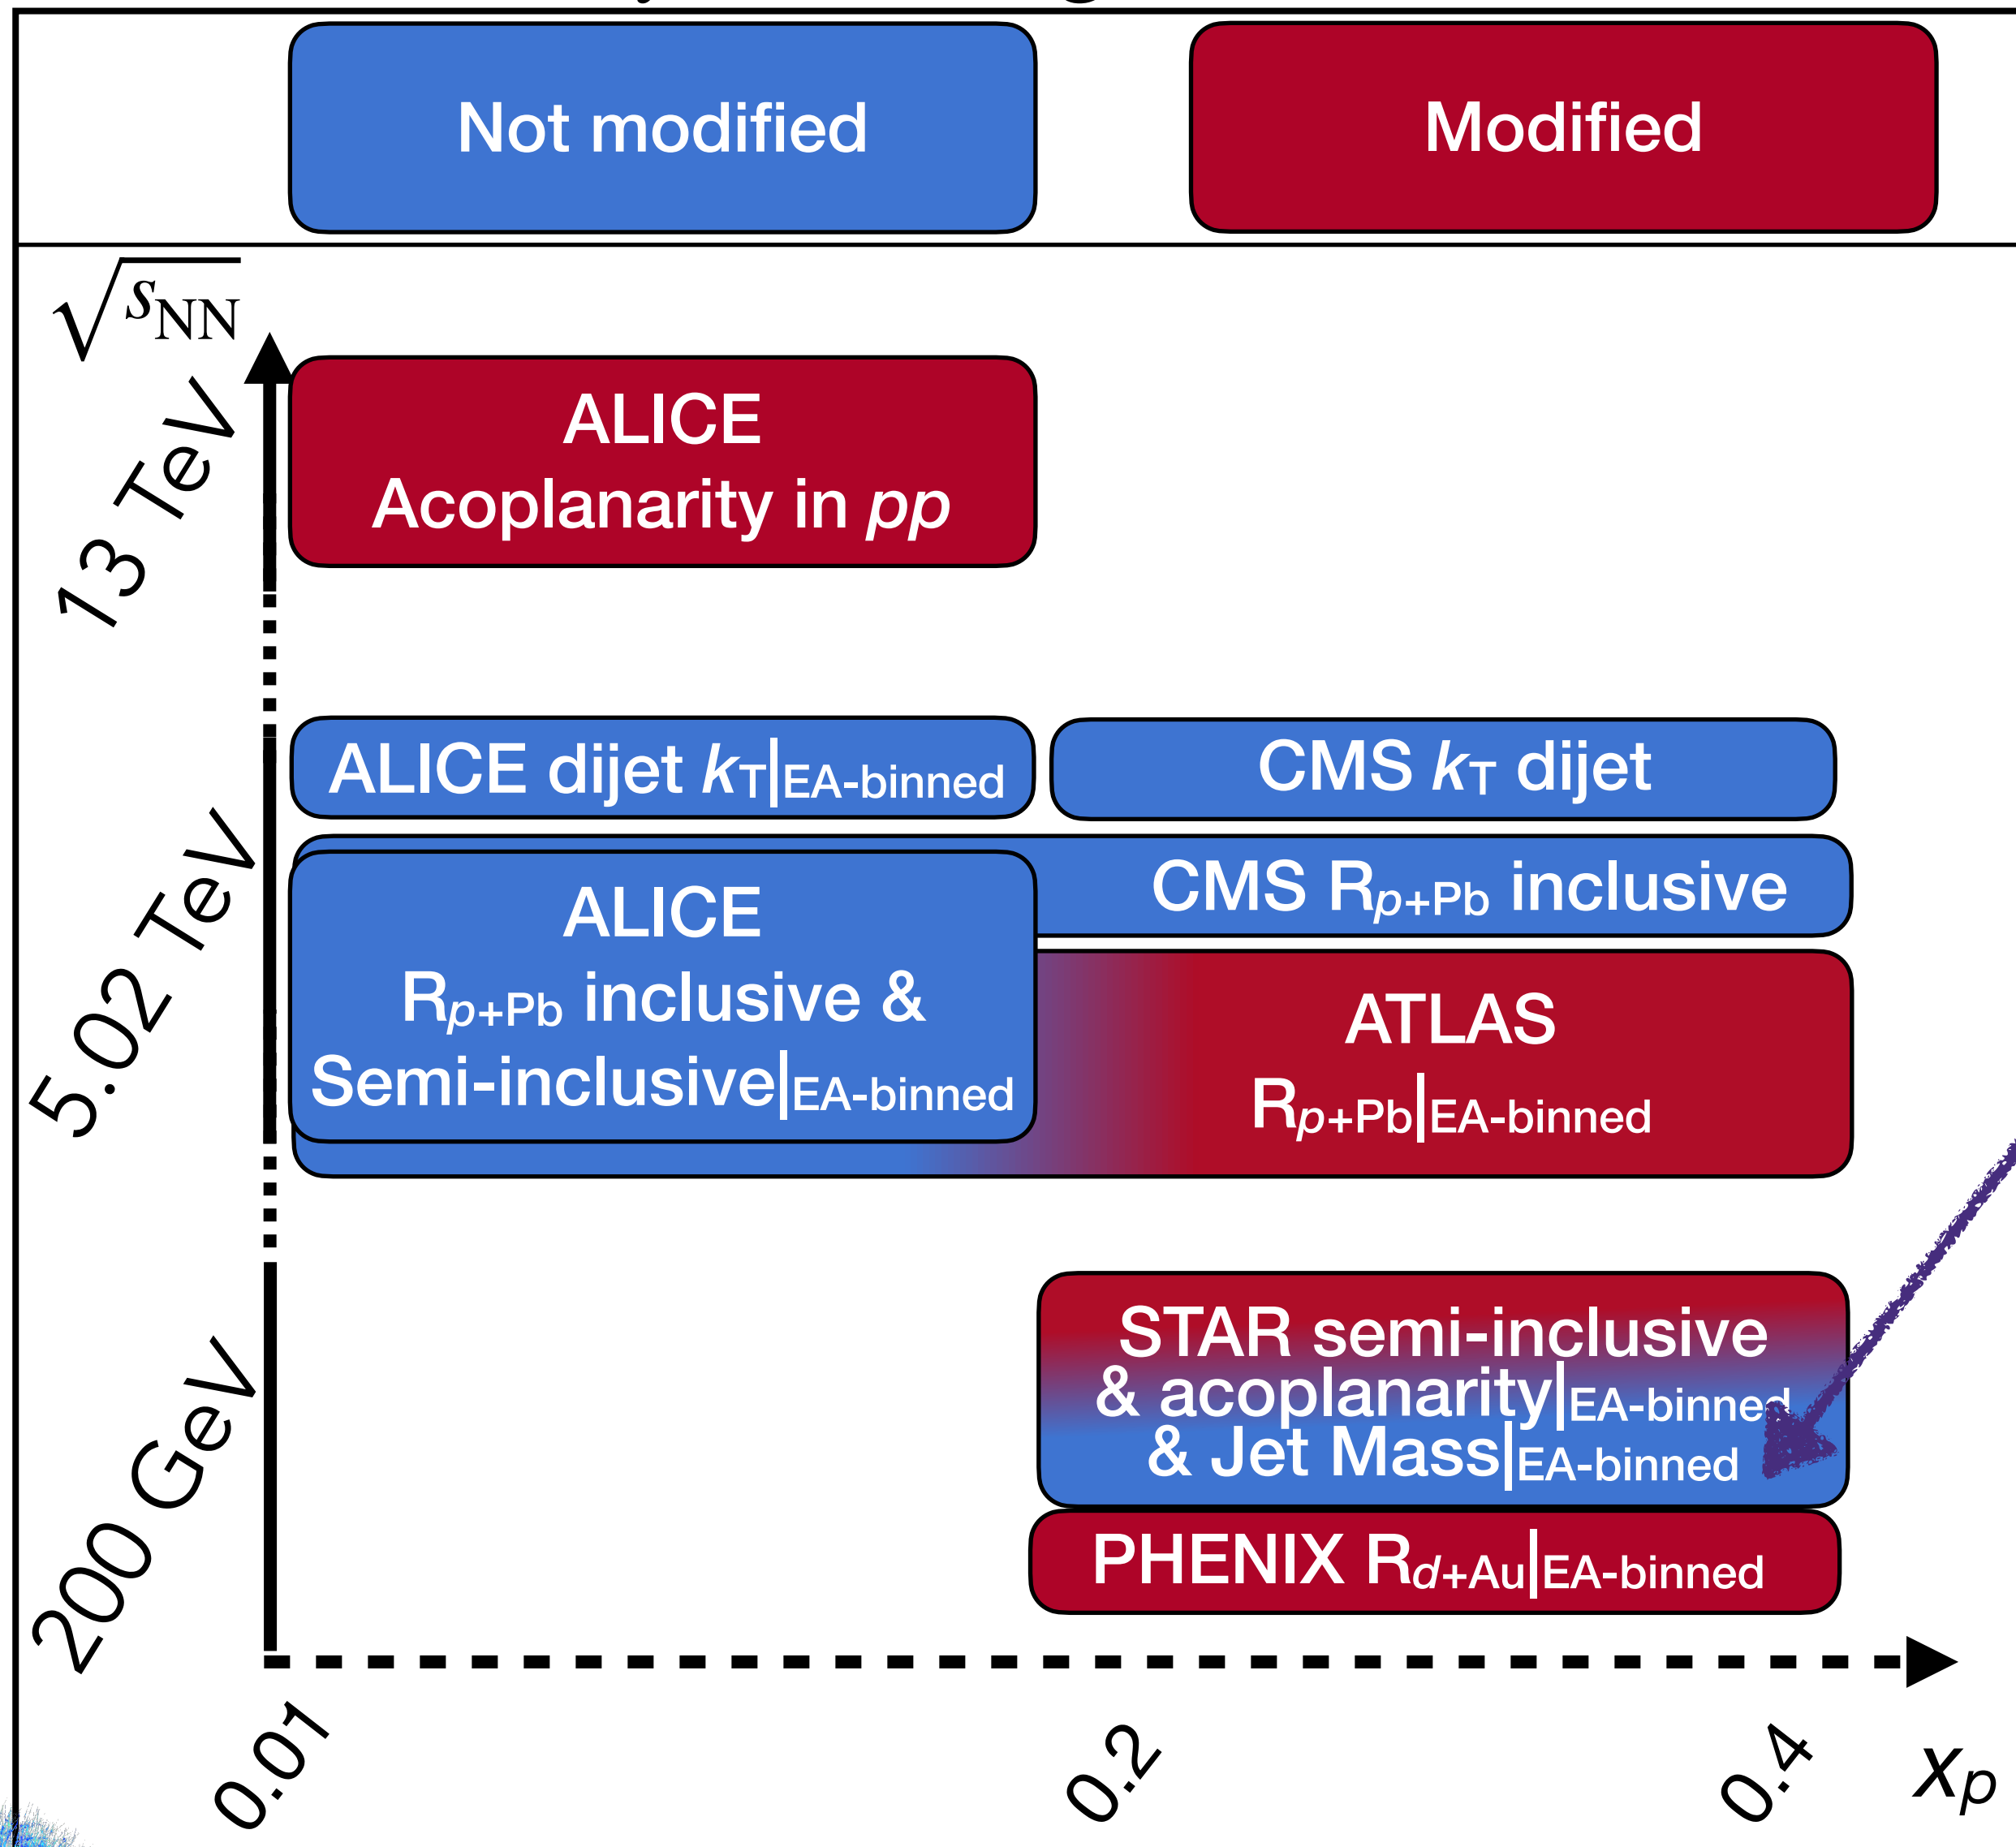 Not modified
Modified
√sNN
13 TeV
ALICE
Acoplanarity in pp
ALICE dijet kT|EA-binned
CMS kT dijet
5.02 TeV
CMS Rp+Pb inclusive
ALICE
Rp+Pb inclusive &
Semi-inclusive|EA-binned
ATLAS
Rp+Pb|EA-binned
200 GeV
STAR semi-inclusive
& acoplanarity|EA-binned
& Jet Mass|EA-binned
PHENIX Rd+Au|EA-binned
0.01
0.2
0.4
xp